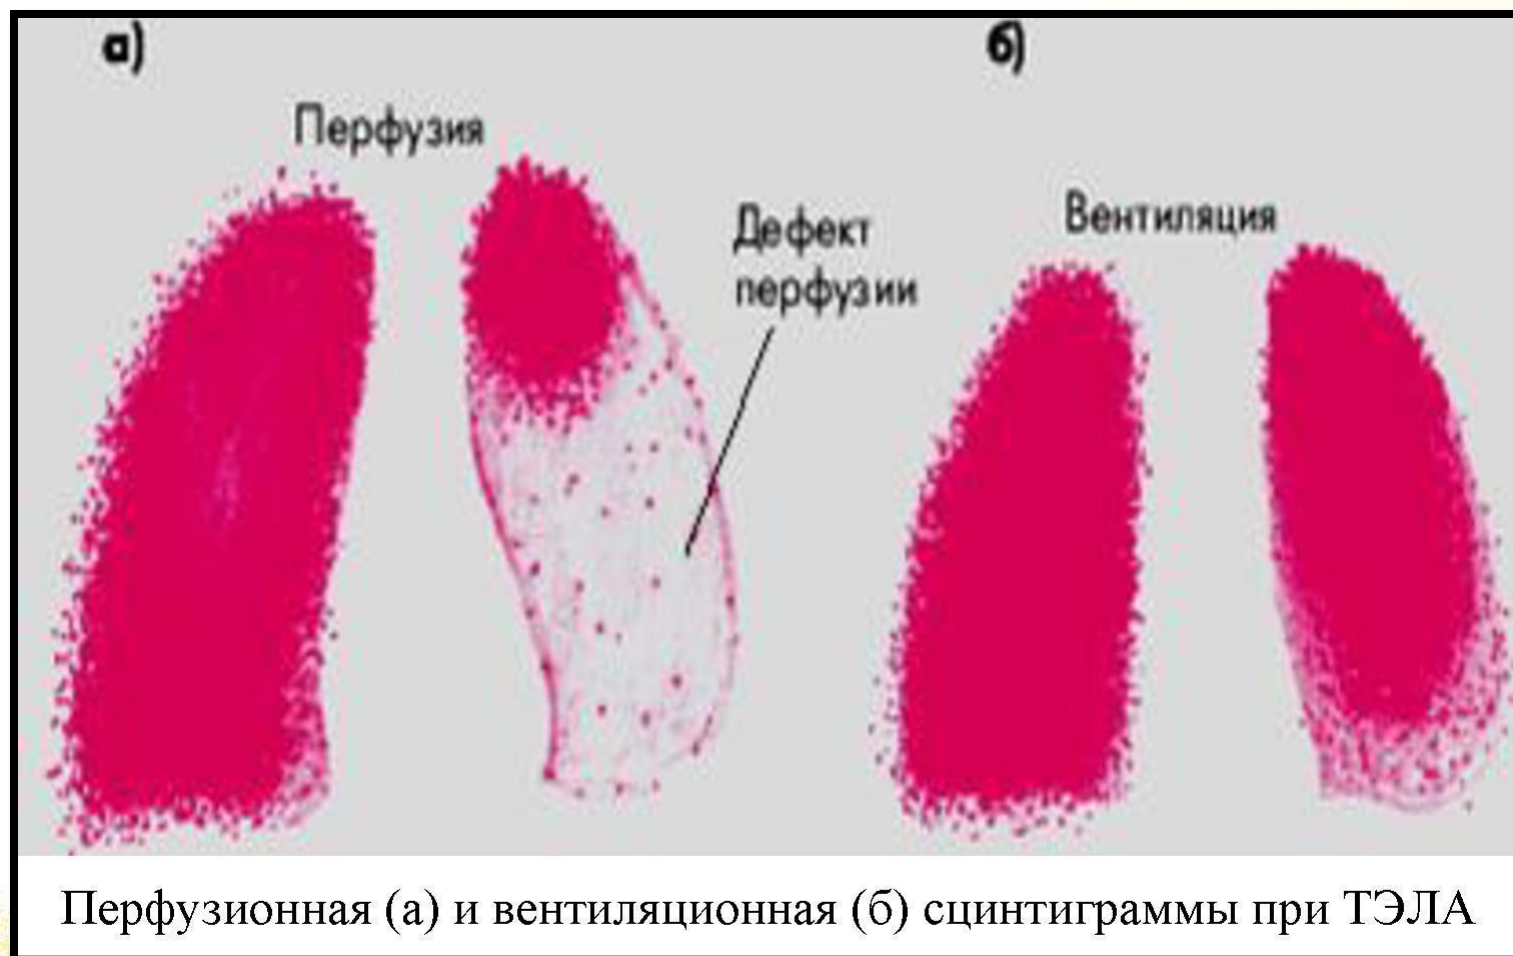 а)
б)
Перфузия
Дефект
перфузии
Вентиляция
Перфузионная (а) и вентиляционная (б) сцинтиграммы при ТЭЛА